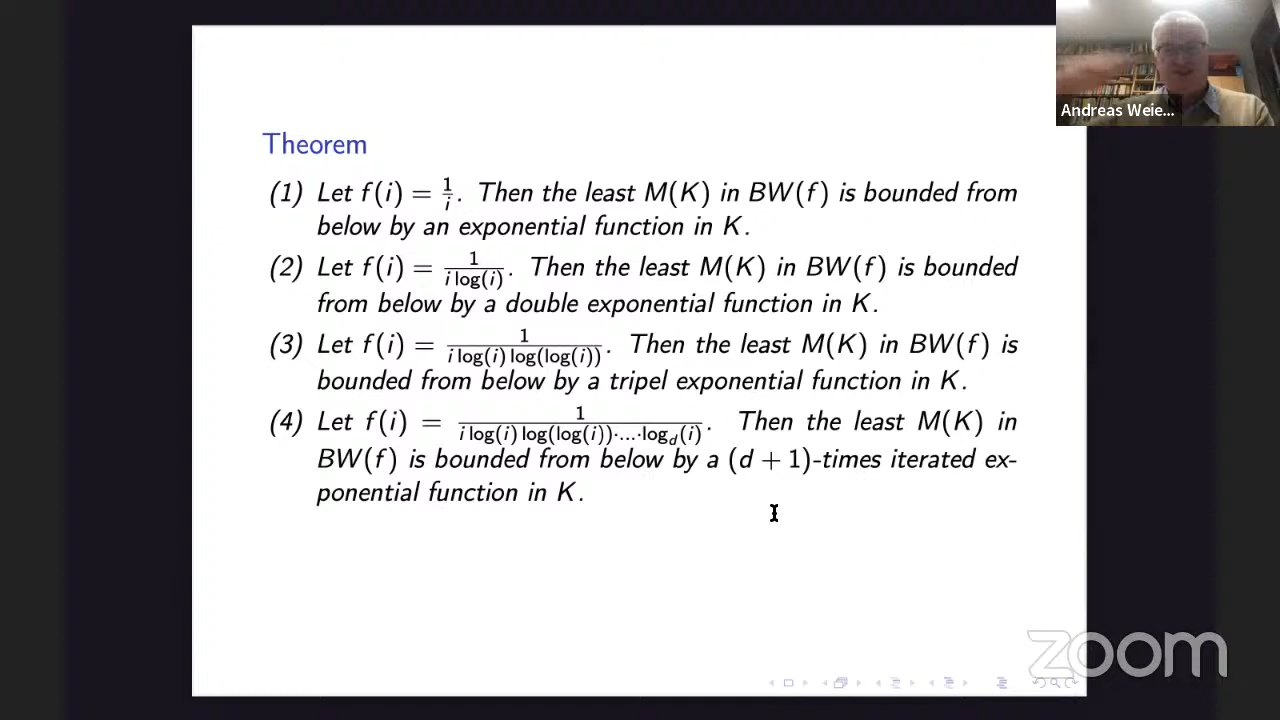 Andreas Weie...
Theorem
(1) Let f(i) = 1/i. Then the least M(K) in BW(f) is bounded from
below by an exponential function in K.
(2) Let f(i) = 1/(i log(i)). Then the least M(K) in BW(f) is bounded
from below by a double exponential function in K.
(3) Let f(i) = 1/(i log(i) log(log(i))). Then the least M(K) in BW(f) is
bounded from below by a tripel exponential function in K.
(4) Let f(i) = 1/(i log(i) log(log(i))·...·log_d(i)). Then the least M(K) in
BW(f) is bounded from below by a (d + 1)-times iterated ex-
ponential function in K.
zoom